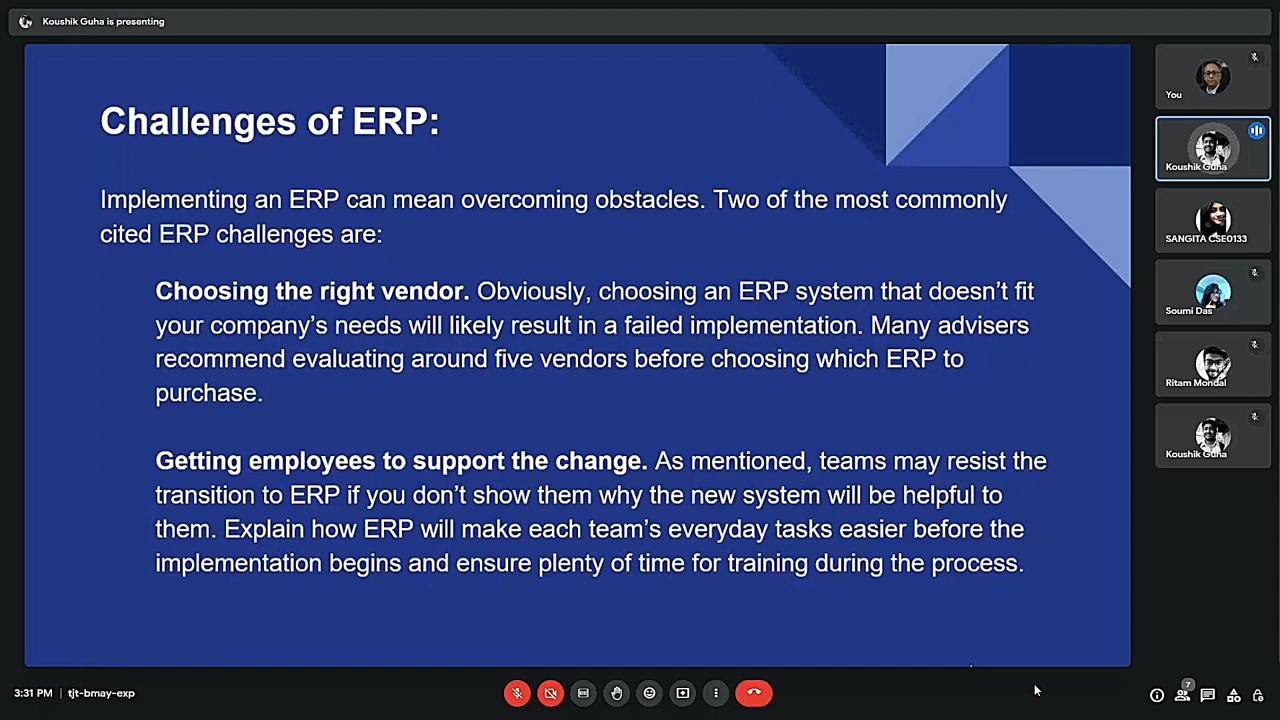 Koushik Guha is presenting
Challenges of ERP:
Implementing an ERP can mean overcoming obstacles. Two of the most commonly
cited ERP challenges are:
Choosing the right vendor. Obviously, choosing an ERP system that doesn't fit
your company's needs will likely result in a failed implementation. Many advisers
recommend evaluating around five vendors before choosing which ERP to
purchase.
Getting employees to support the change. As mentioned, teams may resist the
transition to ERP if you don't show them why the new system will be helpful to
them. Explain how ERP will make each team's everyday tasks easier before the
implementation begins and ensure plenty of time for training during the process.
You
Koushik Guha
SANGITA CSE0133
Soumi Das
Ritam Mondal
Koushik Guha
3:31 PM | tjt-bmay-exp
7